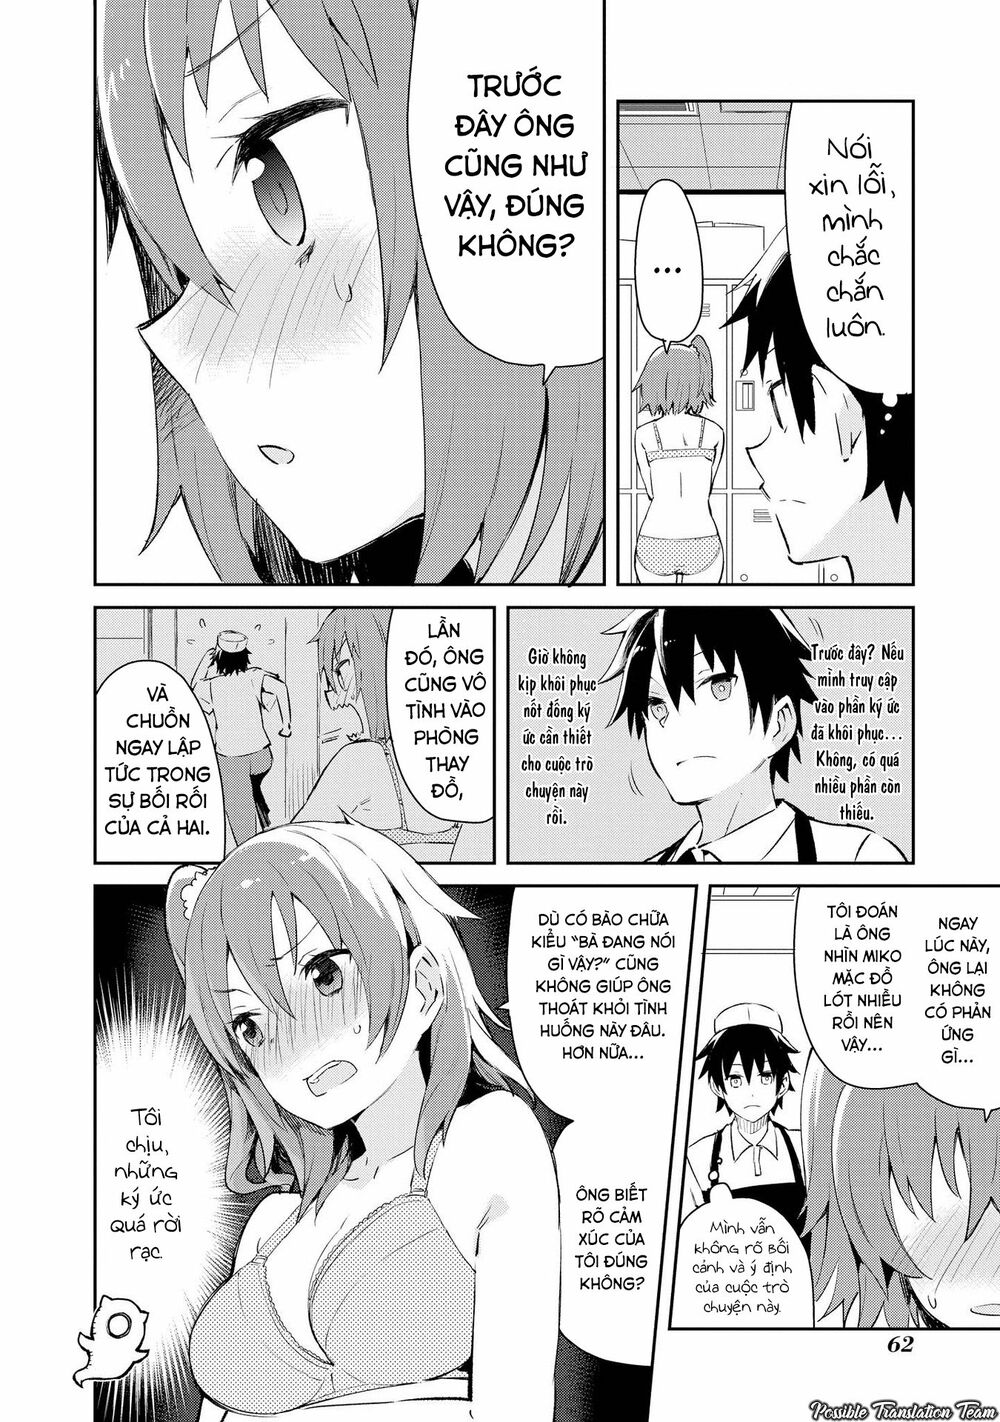 Nói
xin lỗi,
mình
chắc
chắn
luôn.
...
TRƯỚC
ĐÂY ÔNG
CŨNG NHƯ
VẬY, ĐÚNG
KHÔNG?
Trước đây? Nếu
mình truy cập
vào phần ký ức
đã khôi phục...
Không, có quá
nhiều phần còn
thiếu.
Giờ không
kịp khôi phục
nốt đống ký
ức cần thiết
cho cuộc trò
chuyện này
rồi.
LẦN
ĐÓ, ÔNG
CŨNG VÔ
TÌNH VÀO
PHÒNG
THAY
ĐỒ,
VÀ
CHUỒN
NGAY LẬP
TỨC TRONG
SỰ BỐI RỐI
CỦA CẢ HAI.
NGAY
LÚC NÀY,
ÔNG LẠI
KHÔNG
CÓ PHẢN
ỨNG
GÌ...
TÔI ĐOÁN
LÀ ÔNG
NHÌN MIKO
MẶC ĐỒ
LÓT NHIỀU
RỒI NÊN
VẬY...
Mình vẫn
không rõ bối
cảnh và ý định
của cuộc trò
chuyện này.
DÙ CÓ BÀO CHỮA
KIỂU “BÀ ĐANG NÓI
GÌ VẬY?” CŨNG
KHÔNG GIÚP ÔNG
THOÁT KHỎI TÌNH
HUỐNG NÀY ĐÂU.
HƠN NỮA...
ÔNG BIẾT
RÕ CẢM
XÚC CỦA
TÔI ĐÚNG
KHÔNG?
Tôi
chịu,
những
ký ức
quá rời
rạc.
62
Possible Translation Team